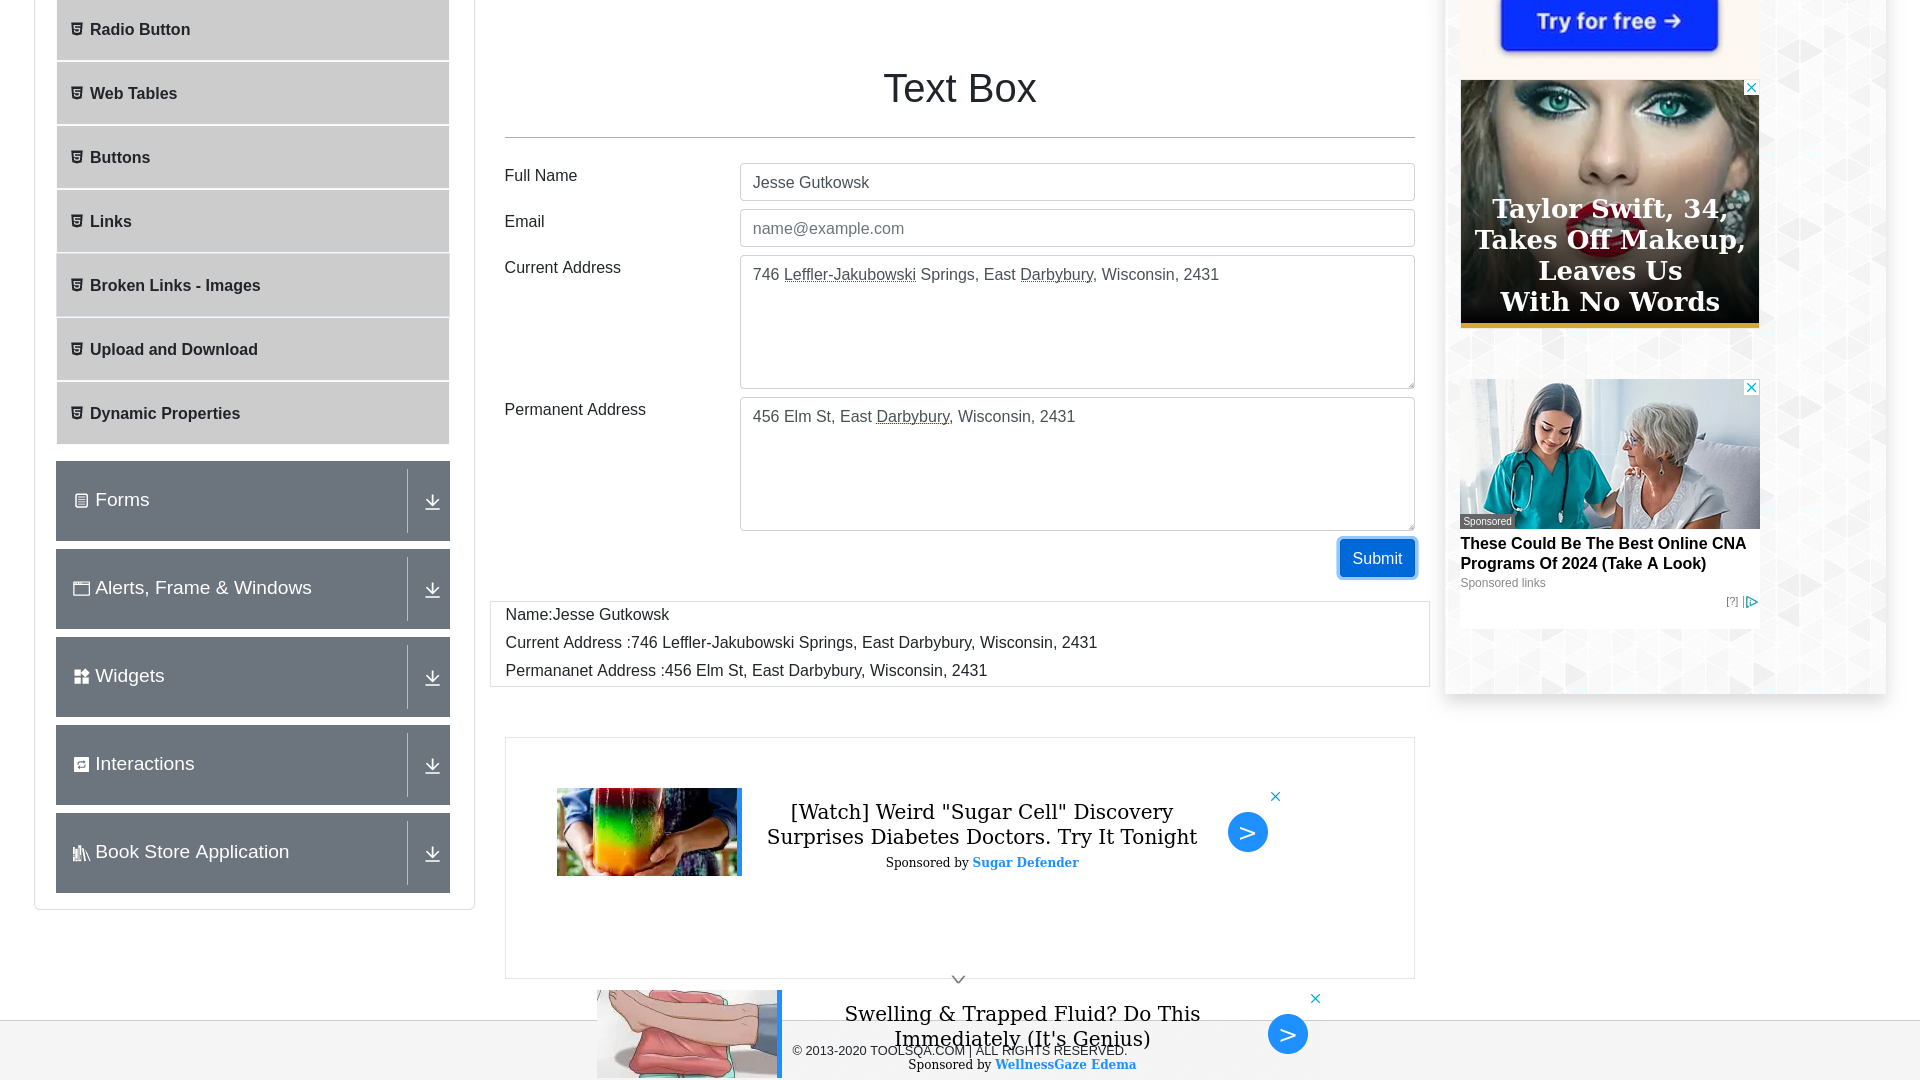 Radio Button
Web Tables
Buttons
Links
Broken Links - Images
Upload and Download
Dynamic Properties
Forms
Alerts, Frame & Windows
Widgets
Interactions
Book Store Application
Text Box
Full Name
Jesse Gutkowsk
Email
name@example.com
Current Address
746 Leffler-Jakubowski Springs, East Darbybury, Wisconsin, 2431
Permanent Address
456 Elm St, East Darbybury, Wisconsin, 2431
Submit
Name:Jesse Gutkowsk
Current Address :746 Leffler-Jakubowski Springs, East Darbybury, Wisconsin, 2431
Permananet Address :456 Elm St, East Darbybury, Wisconsin, 2431
[Watch] Weird "Sugar Cell" Discovery
Surprises Diabetes Doctors. Try It Tonight
Sponsored by Sugar Defender
>
Swelling & Trapped Fluid? Do This
Immediately (It's Genius)
Sponsored by WellnessGaze Edema
>
© 2013-2020 TOOLSQA.COM | ALL RIGHTS RESERVED.
Try for free →
Taylor Swift, 34,
Takes Off Makeup,
Leaves Us
With No Words
Sponsored
These Could Be The Best Online CNA
Programs Of 2024 (Take A Look)
Sponsored links
[?]